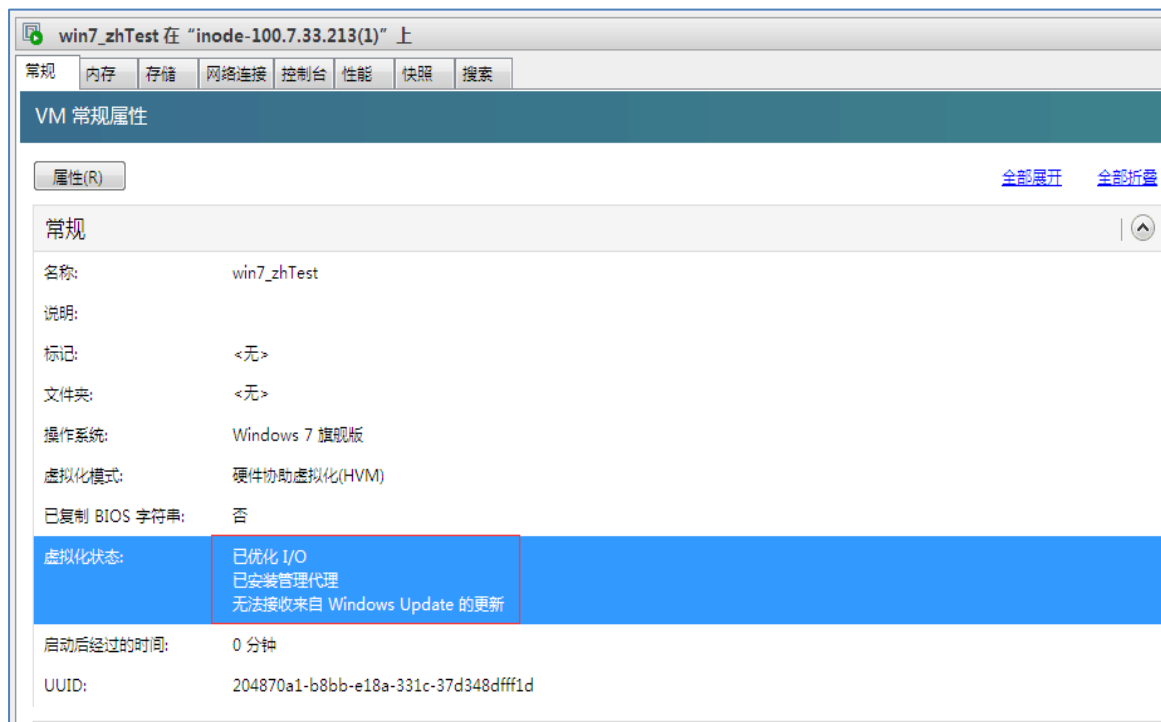 win7_zhTest 在 “inode-100.7.33.213(1)” 上
常规 内存 存储 网络连接 控制台 性能 快照 搜索
VM 常规属性
属性(R) 全部展开 全部折叠
常规
名称: win7_zhTest
说明:
标记: <无>
文件夹: <无>
操作系统: Windows 7 旗舰版
虚拟化模式: 硬件协助虚拟化(HVM)
已复制 BIOS 字符串: 否
虚拟化状态: 已优化 I/O
已安装管理代理
无法接收来自 Windows Update 的更新
启动后经过的时间: 0 分钟
UUID: 204870a1-b8bb-e18a-331c-37d348dfff1d